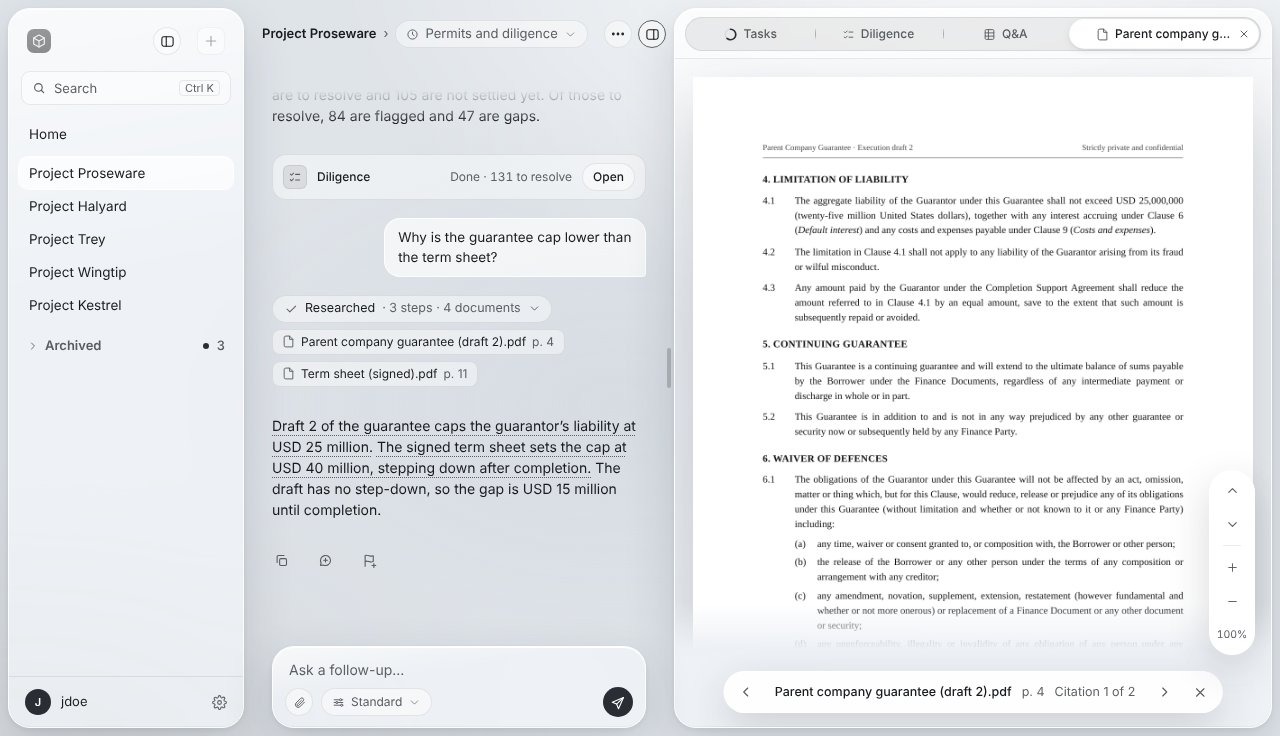 Search
Ctrl K
Home
Project Proseware
Project Halyard
Project Trey
Project Wingtip
Project Kestrel
Archived
3
J
jdoe
Project Proseware › Permits and diligence
are to resolve and 105 are not settled yet. Of those to
resolve, 84 are flagged and 47 are gaps.
Diligence
Done · 131 to resolve
Open
Why is the guarantee cap lower than
the term sheet?
Researched · 3 steps · 4 documents
Parent company guarantee (draft 2).pdf p. 4
Term sheet (signed).pdf p. 11
Draft 2 of the guarantee caps the guarantor’s liability at
USD 25 million. The signed term sheet sets the cap at
USD 40 million, stepping down after completion. The
draft has no step-down, so the gap is USD 15 million
until completion.
Ask a follow-up...
Standard
Tasks
Diligence
Q&A
Parent company g...
Parent Company Guarantee · Execution draft 2
Strictly private and confidential
4. LIMITATION OF LIABILITY
4.1 The aggregate liability of the Guarantor under this Guarantee shall not exceed USD 25,000,000
(twenty-five million United States dollars), together with any interest accruing under Clause 6
(Default interest) and any costs and expenses payable under Clause 9 (Costs and expenses).
4.2 The limitation in Clause 4.1 shall not apply to any liability of the Guarantor arising from its fraud
or wilful misconduct.
4.3 Any amount paid by the Guarantor under the Completion Support Agreement shall reduce the
amount referred to in Clause 4.1 by an equal amount, save to the extent that such amount is
subsequently repaid or avoided.
5. CONTINUING GUARANTEE
5.1 This Guarantee is a continuing guarantee and will extend to the ultimate balance of sums payable
by the Borrower under the Finance Documents, regardless of any intermediate payment or
discharge in whole or in part.
5.2 This Guarantee is in addition to and is not in any way prejudiced by any other guarantee or
security now or subsequently held by any Finance Party.
6. WAIVER OF DEFENCES
6.1 The obligations of the Guarantor under this Guarantee will not be affected by an act, omission,
matter or thing which, but for this Clause, would reduce, release or prejudice any of its obligations
under this Guarantee (without limitation and whether or not known to it or any Finance Party)
including:
(a) any time, waiver or consent granted to, or composition with, the Borrower or other person;
(b) the release of the Borrower or any other person under the terms of any composition or
arrangement with any creditor;
(c) any amendment, novation, supplement, extension, restatement (however fundamental and
whether or not more onerous) or replacement of a Finance Document or any other document
or security;
(d) any unenforceability, illegality or invalidity of any obligation of any person under any
100%
Parent company guarantee (draft 2).pdf p. 4 Citation 1 of 2